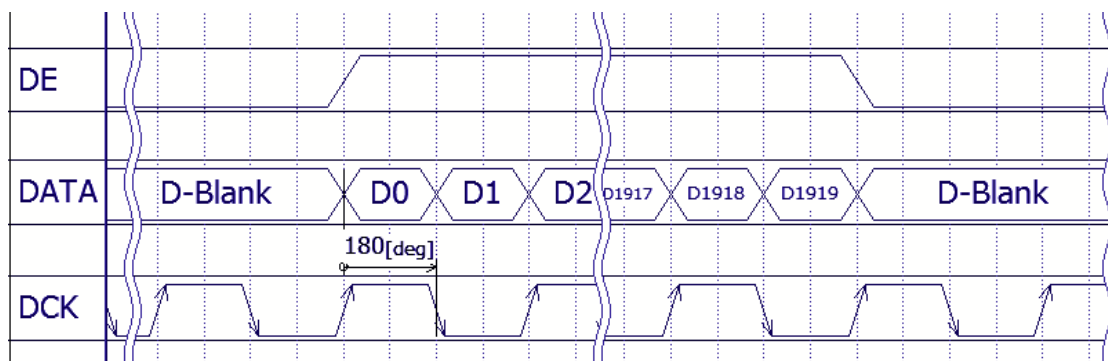 DE
DATA D-Blank D0 D1 D2 D1917 D1918 D1919 D-Blank
180[deg]
DCK